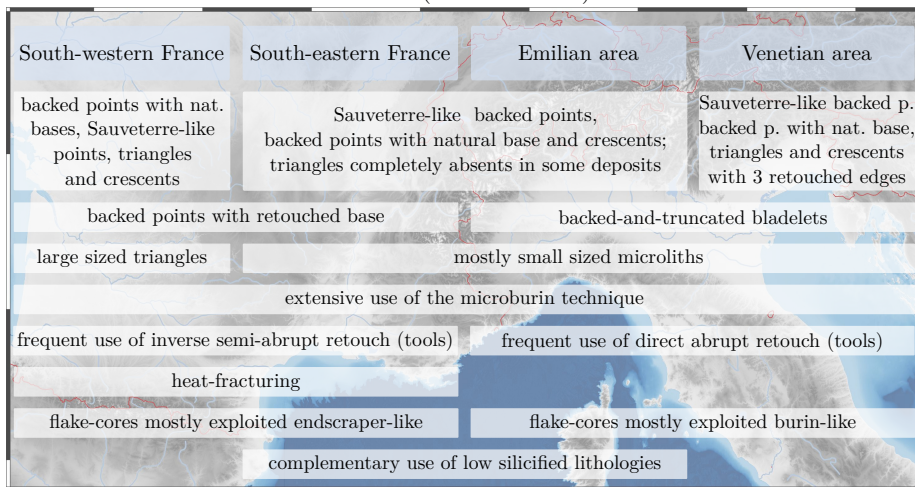 South-western France
South-eastern France
Emilian area
Venetian area
backed points with nat.
bases, Sauveterre-like
points, triangles
and crescents
Sauveterre-like backed points,
backed points with natural base and crescents;
triangles completely absents in some deposits
Sauveterre-like backed p.
backed p. with nat. base,
triangles and crescents
with 3 retouched edges
backed points with retouched base
backed-and-truncated bladelets
large sized triangles
mostly small sized microliths
extensive use of the microburin technique
frequent use of inverse semi-abrupt retouch (tools)
frequent use of direct abrupt retouch (tools)
heat-fracturing
flake-cores mostly exploited endscraper-like
flake-cores mostly exploited burin-like
complementary use of low silicified lithologies